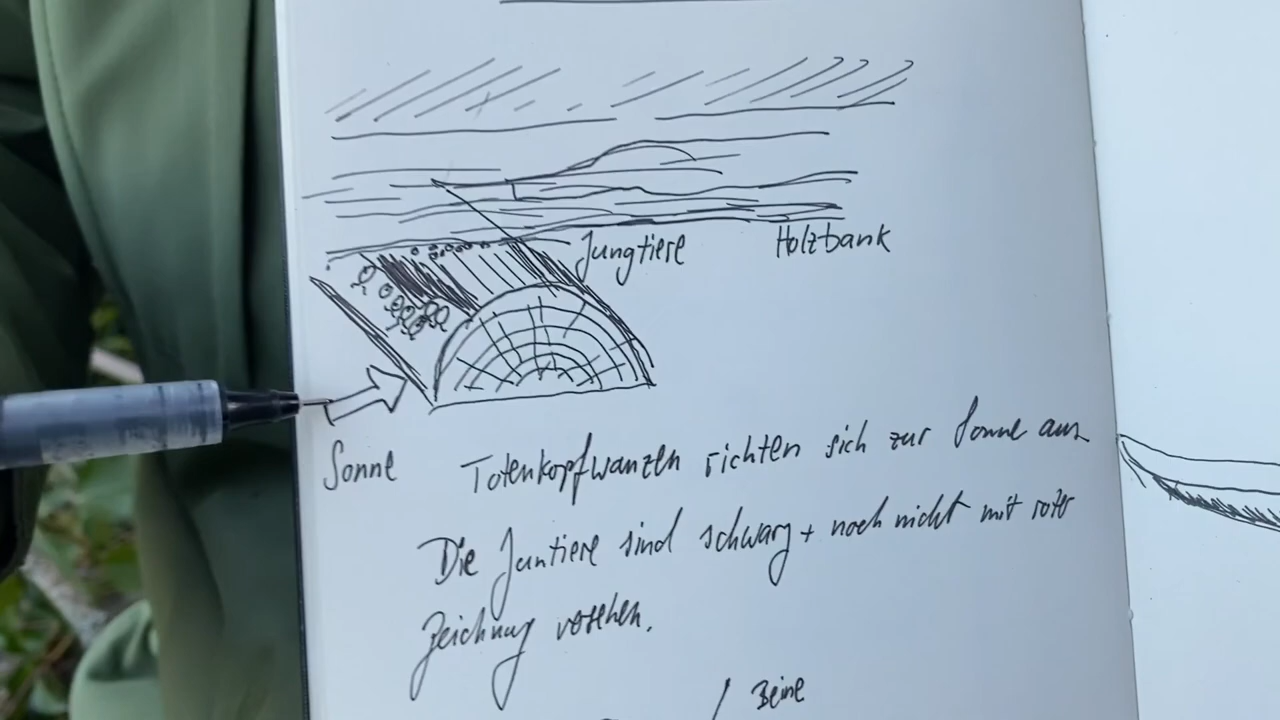 Jungtiere Holzbank
Sonne
Totenkopfwanzen richten sich zur Sonne aus
Die Juntiere sind schwarz + noch nicht mit roter
Zeichnung vesehen.
Beine